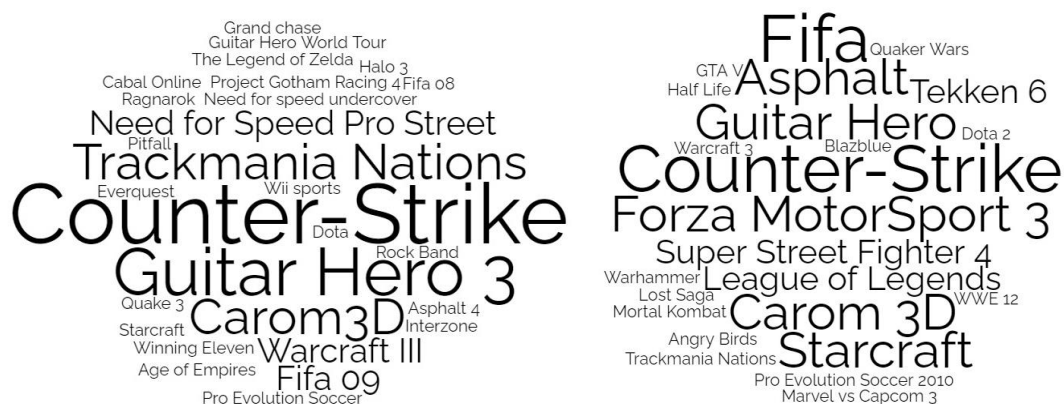 Grand chase
Guitar Hero World Tour
The Legend of Zelda
Halo 3
Cabal Online
Project Gotham Racing 4
Fifa 08
Ragnarok
Need for speed undercover
Need for Speed Pro Street
Pitfall
Trackmania Nations
Everquest
Wii sports
Counter-Strike
Dota
Rock Band
Guitar Hero 3
Quake 3
Carom3D
Asphalt 4
Starcraft
Interzone
Winning Eleven
Warcraft III
Age of Empires
Fifa 09
Pro Evolution Soccer
Fifa
Quaker Wars
GTA V
Asphalt
Half Life
Tekken 6
Guitar Hero
Dota 2
Warcraft 3
Blazblue
Counter-Strike
Forza MotorSport 3
Super Street Fighter 4
Warhammer
League of Legends
Lost Saga
WWE 12
Mortal Kombat
Carom 3D
Angry Birds
Trackmania Nations
Starcraft
Pro Evolution Soccer 2010
Marvel vs Capcom 3